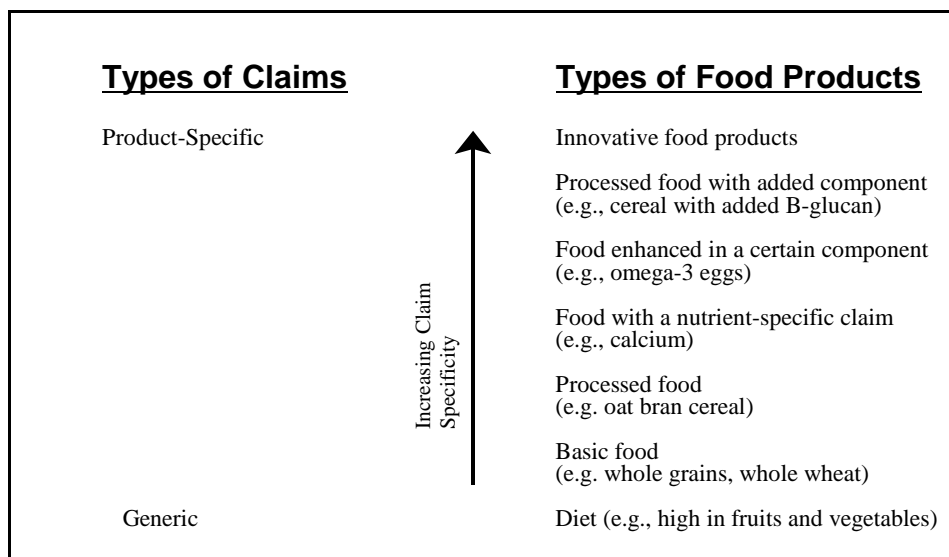 Types of Claims
Types of Food Products
Product-Specific
Innovative food products
Processed food with added component
(e.g., cereal with added B-glucan)
Food enhanced in a certain component
(e.g., omega-3 eggs)
Increasing Claim
Specificity
Food with a nutrient-specific claim
(e.g., calcium)
Processed food
(e.g. oat bran cereal)
Basic food
(e.g. whole grains, whole wheat)
Generic
Diet (e.g., high in fruits and vegetables)